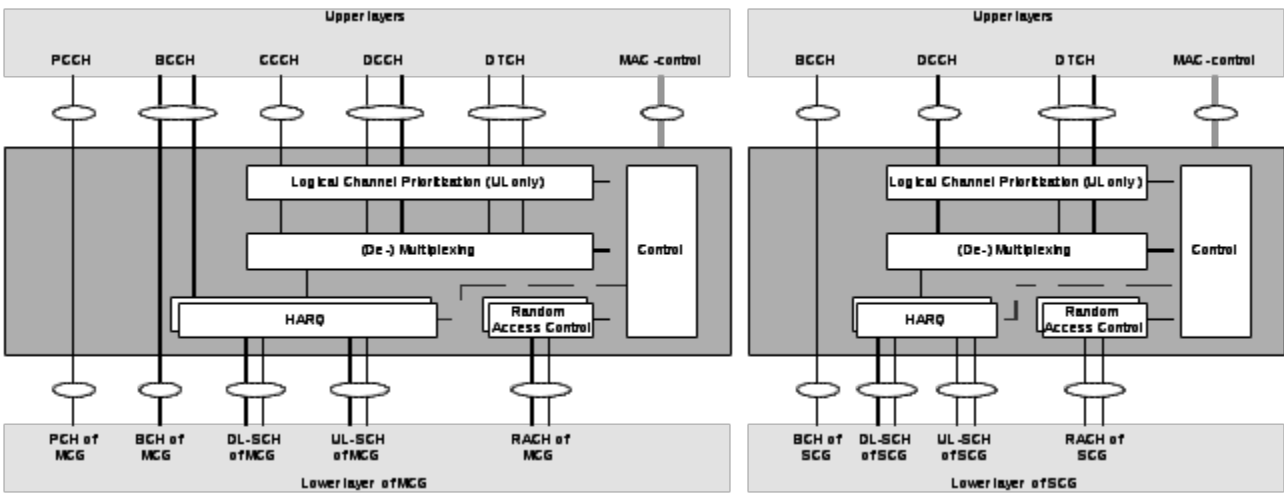 Upper layers
PCCH BCCH CCCH DCCH DTCH MAC-control
Logical Channel Prioritization (UL only)
(De-) Multiplexing
Control
HARQ
Random
Access Control
PCH of
MCG
BCH of
MCG
DL-SCH
of MCG
UL-SCH
of MCG
RACH of
MCG
Lower layer of MCG
Upper layers
BCCH DCCH DTCH MAC-control
Logical Channel Prioritization (UL only)
(De-) Multiplexing
Control
HARQ
Random
Access Control
BCH of
SCG
DL-SCH
of SCG
UL-SCH
of SCG
RACH of
SCG
Lower layer of SCG